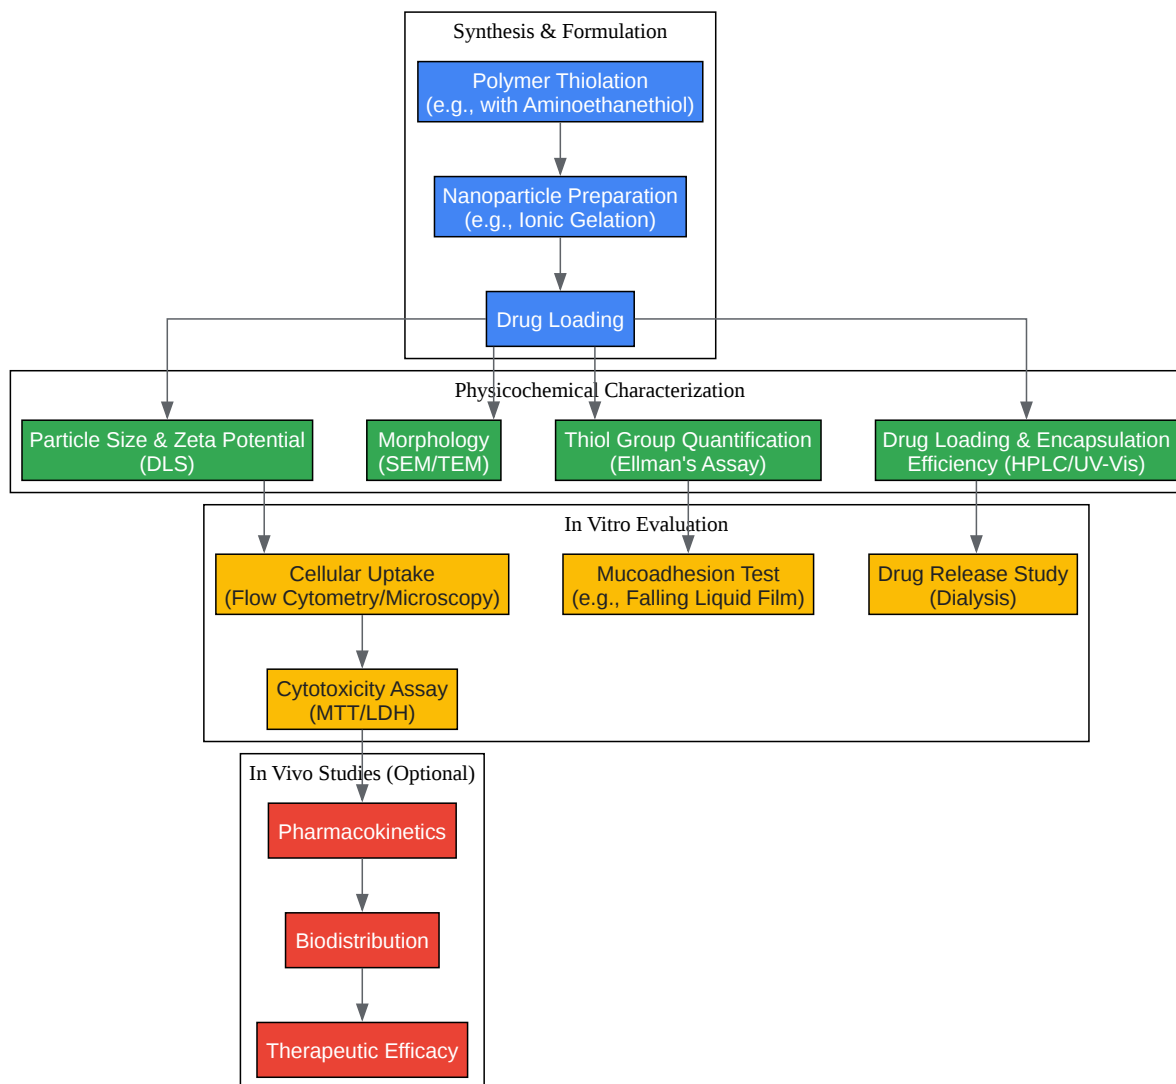 Synthesis & Formulation
Polymer Thiolation
(e.g., with Aminoethanethiol)
Nanoparticle Preparation
(e.g., Ionic Gelation)
Drug Loading
Physicochemical Characterization
Particle Size & Zeta Potential
(DLS)
Morphology
(SEM/TEM)
Thiol Group Quantification
(Ellman's Assay)
Drug Loading & Encapsulation
Efficiency (HPLC/UV-Vis)
In Vitro Evaluation
Cellular Uptake
(Flow Cytometry/Microscopy)
Mucoadhesion Test
(e.g., Falling Liquid Film)
Drug Release Study
(Dialysis)
Cytotoxicity Assay
(MTT/LDH)
In Vivo Studies (Optional)
Pharmacokinetics
Biodistribution
Therapeutic Efficacy